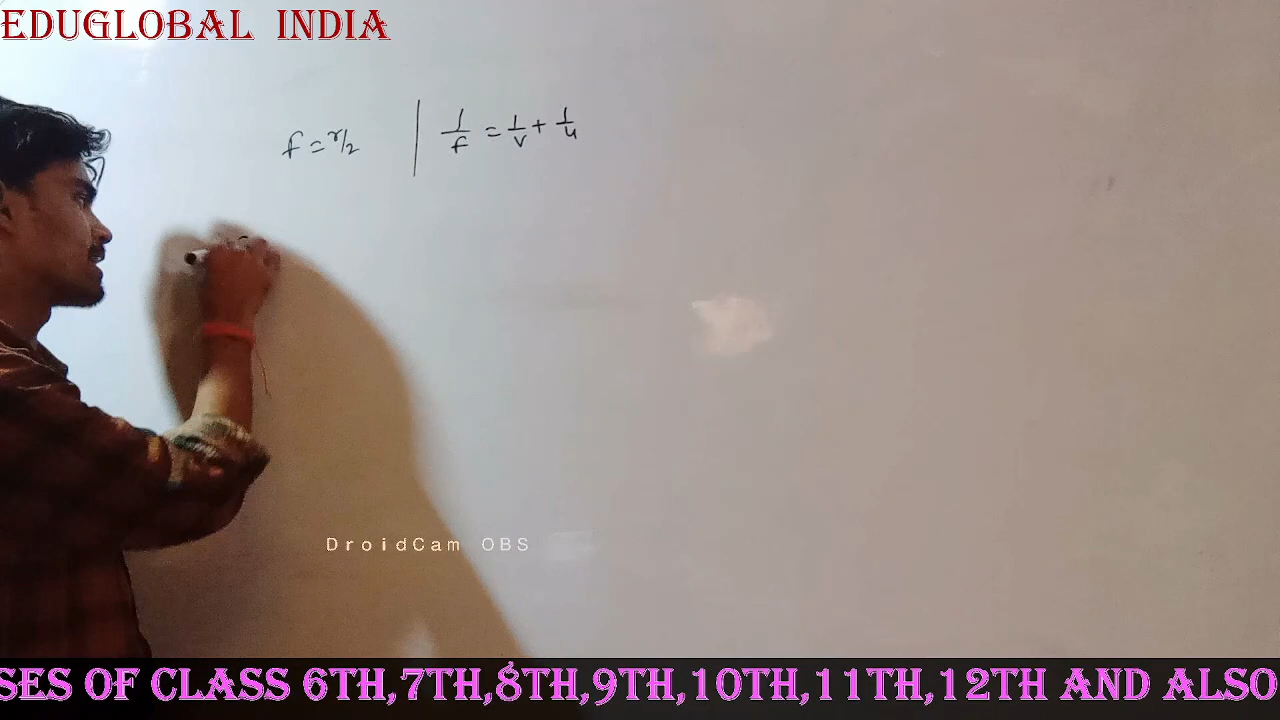 EDUGLOBAL INDIA
f = r/2 | 1/f = 1/v + 1/u
DroidCam OBS
SES OF CLASS 6TH,7TH,8TH,9TH,10TH,11TH,12TH AND ALSO